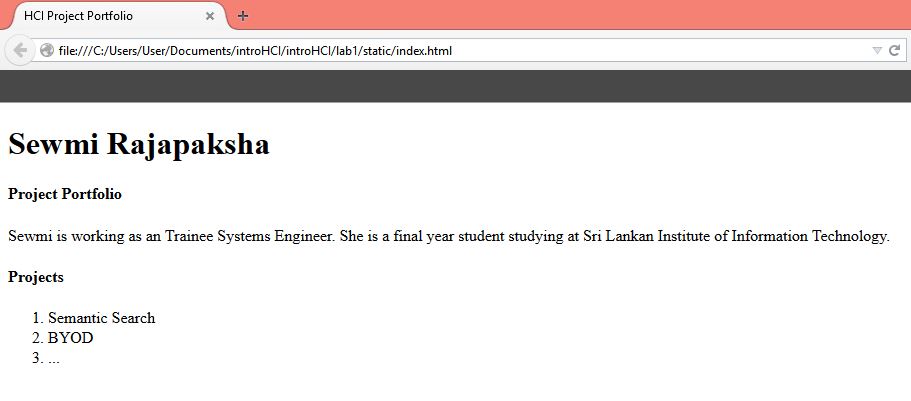 HCI Project Portfolio
file:///C:/Users/User/Documents/introHCI/introHCI/lab1/static/index.html
Sewmi Rajapaksha
Project Portfolio
Sewmi is working as an Trainee Systems Engineer. She is a final year student studying at Sri Lankan Institute of Information Technology.
Projects
1. Semantic Search
2. BYOD
3. ...